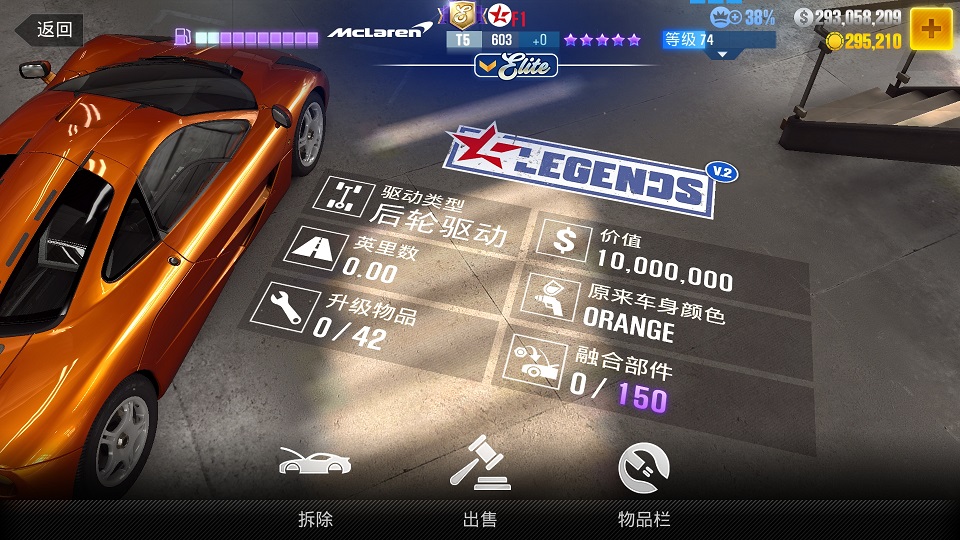 返回
McLaren
F1
T5 603 +0
Elite
38%
等级 74
293,058,209
295,210
LEGENDS
V.2
驱动类型
后轮驱动
英里数
0.00
升级物品
0 / 42
价值
10,000,000
原来车身颜色
ORANGE
融合部件
0 / 150
拆除
出售
物品栏